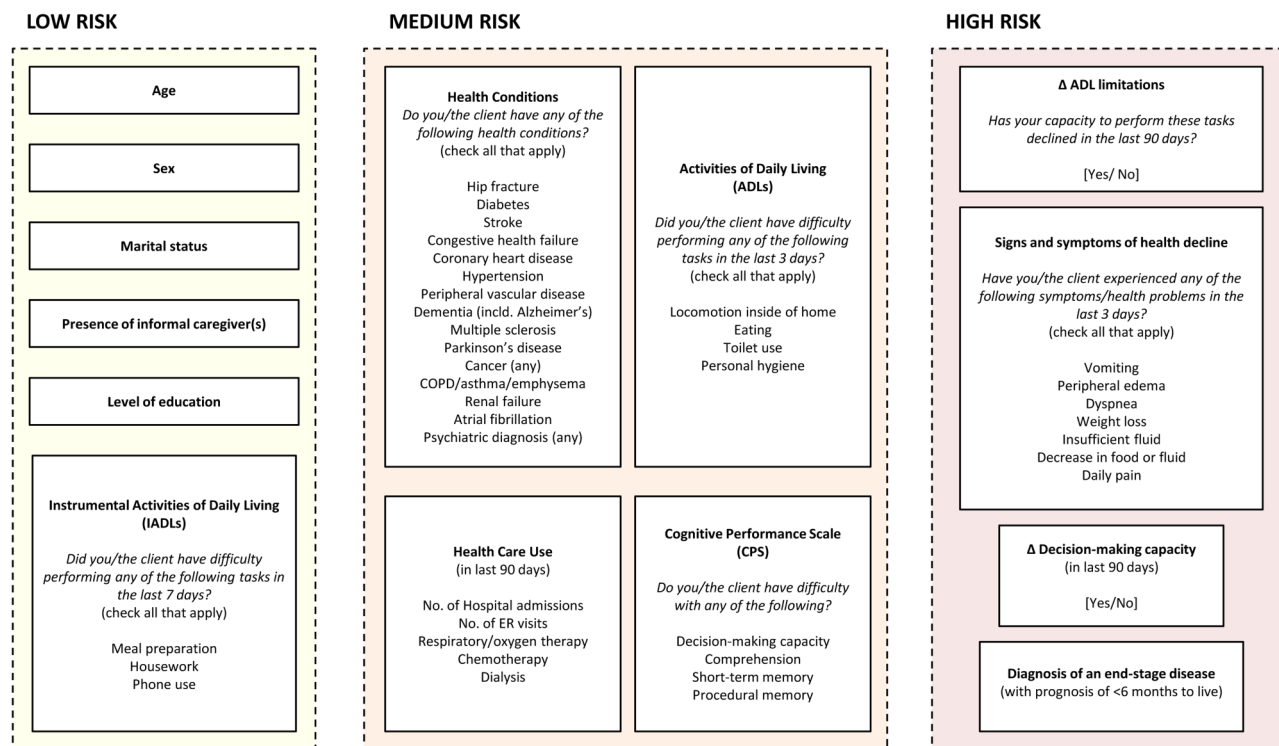 LOW RISK
Age
Sex
Marital status
Presence of informal caregiver(s)
Level of education
Instrumental Activities of Daily Living
(IADLs)
Did you/the client have difficulty
performing any of the following tasks in
the last 7 days?
(check all that apply)
Meal preparation
Housework
Phone use
MEDIUM RISK
Health Conditions
Do you/the client have any of the
following health conditions?
(check all that apply)
Hip fracture
Diabetes
Stroke
Congestive health failure
Coronary heart disease
Hypertension
Peripheral vascular disease
Dementia (incld. Alzheimer's)
Multiple sclerosis
Parkinson's disease
Cancer (any)
COPD/asthma/emphysema
Renal failure
Atrial fibrillation
Psychiatric diagnosis (any)
Activities of Daily Living
(ADLs)
Did you/the client have difficulty
performing any of the following
tasks in the last 3 days?
(check all that apply)
Locomotion inside of home
Eating
Toilet use
Personal hygiene
Health Care Use
(in last 90 days)
No. of Hospital admissions
No. of ER visits
Respiratory/oxygen therapy
Chemotherapy
Dialysis
Cognitive Performance Scale
(CPS)
Do you/the client have difficulty
with any of the following?
Decision-making capacity
Comprehension
Short-term memory
Procedural memory
HIGH RISK
Δ ADL limitations
Has your capacity to perform these tasks
declined in the last 90 days?
[Yes/ No]
Signs and symptoms of health decline
Have you/the client experienced any of the
following symptoms/health problems in the
last 3 days?
(check all that apply)
Vomiting
Peripheral edema
Dyspnea
Weight loss
Insufficient fluid
Decrease in food or fluid
Daily pain
Δ Decision-making capacity
(in last 90 days)
[Yes/No]
Diagnosis of an end-stage disease
(with prognosis of <6 months to live)